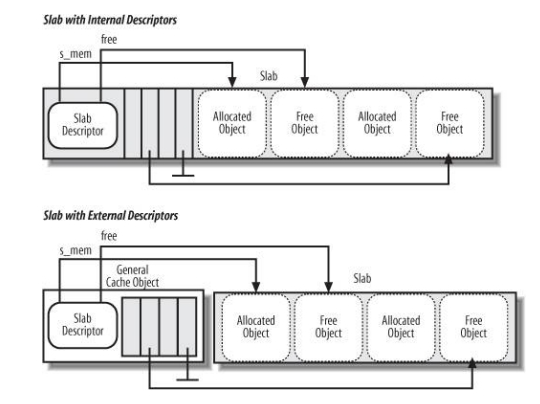 Slab with Internal Descriptors
free
s_mem
Slab
Slab
Descriptor
Allocated
Object
Free
Object
Allocated
Object
Free
Object
Slab with External Descriptors
free
s_mem
General
Cache Object
Slab
Slab
Descriptor
Allocated
Object
Free
Object
Allocated
Object
Free
Object